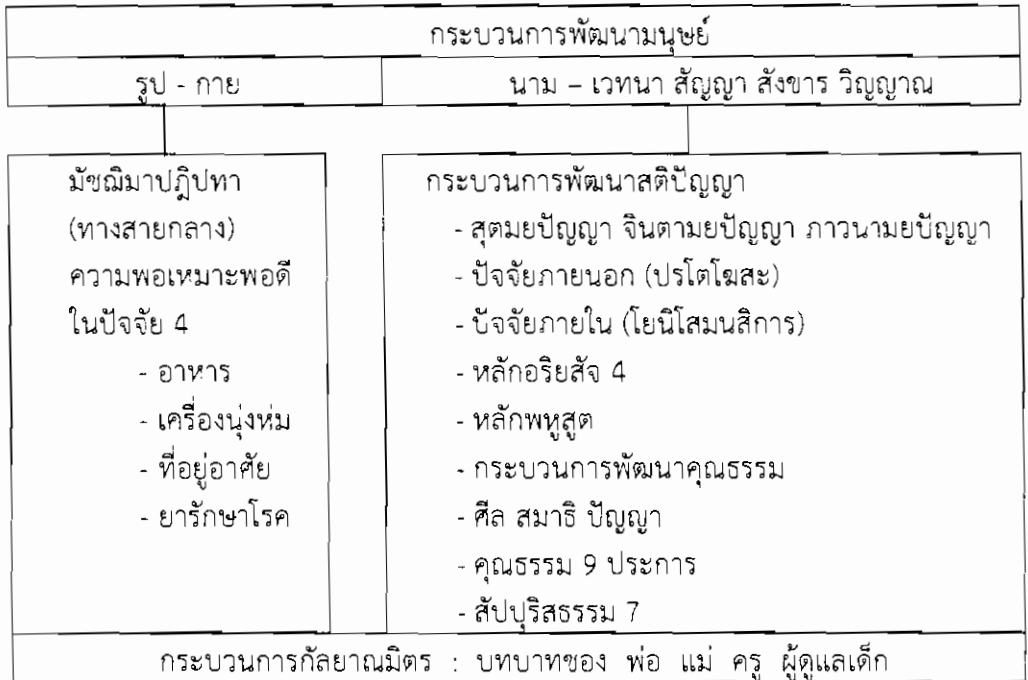 กระบวนการพัฒนามนุษย์
รูป - กาย
นาม – เวทนา สัญญา สังขาร วิญญาณ
มัชฌิมาปฎิปทา
(ทางสายกลาง)
ความพอเหมาะพอดี
ในปัจจัย 4
- อาหาร
- เครื่องนุ่งห่ม
- ที่อยู่อาศัย
- ยารักษาโรค
กระบวนการพัฒนาสติปัญญา
- สุตมยปัญญา จินตามยปัญญา ภาวนามยปัญญา
- ปัจจัยภายนอก (ปรโตโฆสะ)
- ปัจจัยภายใน (โยนิโสมนสิการ)
- หลักอริยสัจ 4
- หลักพหูสูต
- กระบวนการพัฒนาคุณธรรม
- ศีล สมาธิ ปัญญา
- คุณธรรม 9 ประการ
- สัปปุริสธรรม 7
กระบวนการกัลยาณมิตร : บทบาทของ พ่อ แม่ ครู ผู้ดูแลเด็ก